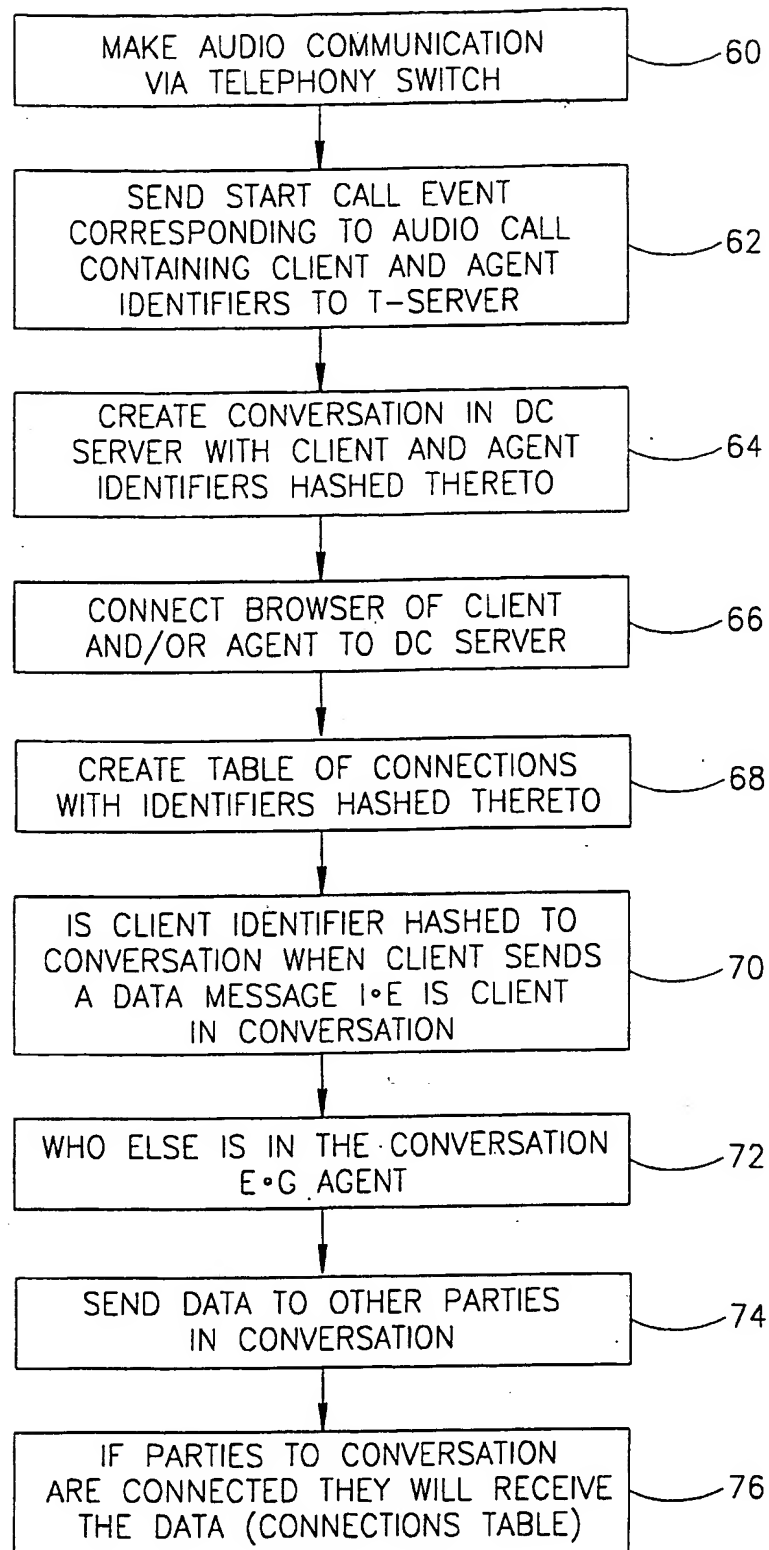 MAKE AUDIO COMMUNICATION
VIA TELEPHONY SWITCH
60
SEND START CALL EVENT
CORRESPONDING TO AUDIO CALL
CONTAINING CLIENT AND AGENT
IDENTIFIERS TO T-SERVER
62
CREATE CONVERSATION IN DC
SERVER WITH CLIENT AND AGENT
IDENTIFIERS HASHED THERETO
64
CONNECT BROWSER OF CLIENT
AND/OR AGENT TO DC SERVER
66
CREATE TABLE OF CONNECTIONS
WITH IDENTIFIERS HASHED THERETO
68
IS CLIENT IDENTIFIER HASHED TO
CONVERSATION WHEN CLIENT SENDS
A DATA MESSAGE I•E IS CLIENT
IN CONVERSATION
70
WHO ELSE IS IN THE CONVERSATION
E•G AGENT
72
SEND DATA TO OTHER PARTIES
IN CONVERSATION
74
IF PARTIES TO CONVERSATION
ARE CONNECTED THEY WILL RECEIVE
THE DATA (CONNECTIONS TABLE)
76